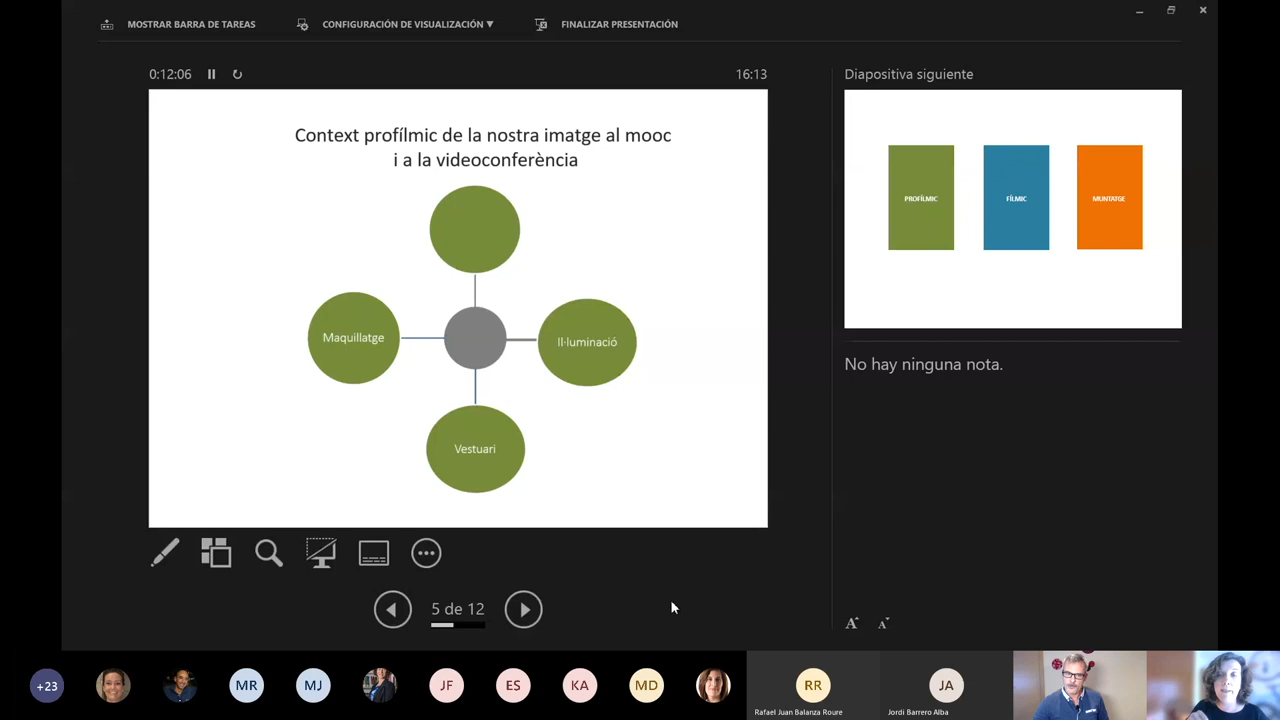 MOSTRAR BARRA DE TAREAS
CONFIGURACIÓN DE VISUALIZACIÓN ▼
FINALIZAR PRESENTACIÓN
0:12:06
16:13
Context profílmic de la nostra imatge al mooc
i a la videoconferència
Maquillatge
Il·luminació
Vestuari
Diapositiva siguiente
PROFÍLMIC
FÍLMIC
MUNTATGE
No hay ninguna nota.
5 de 12
A
A
+23
MR
MJ
JF
ES
KA
MD
RR
Rafael Juan Balanza Roure
JA
Jordi Barrero Alba